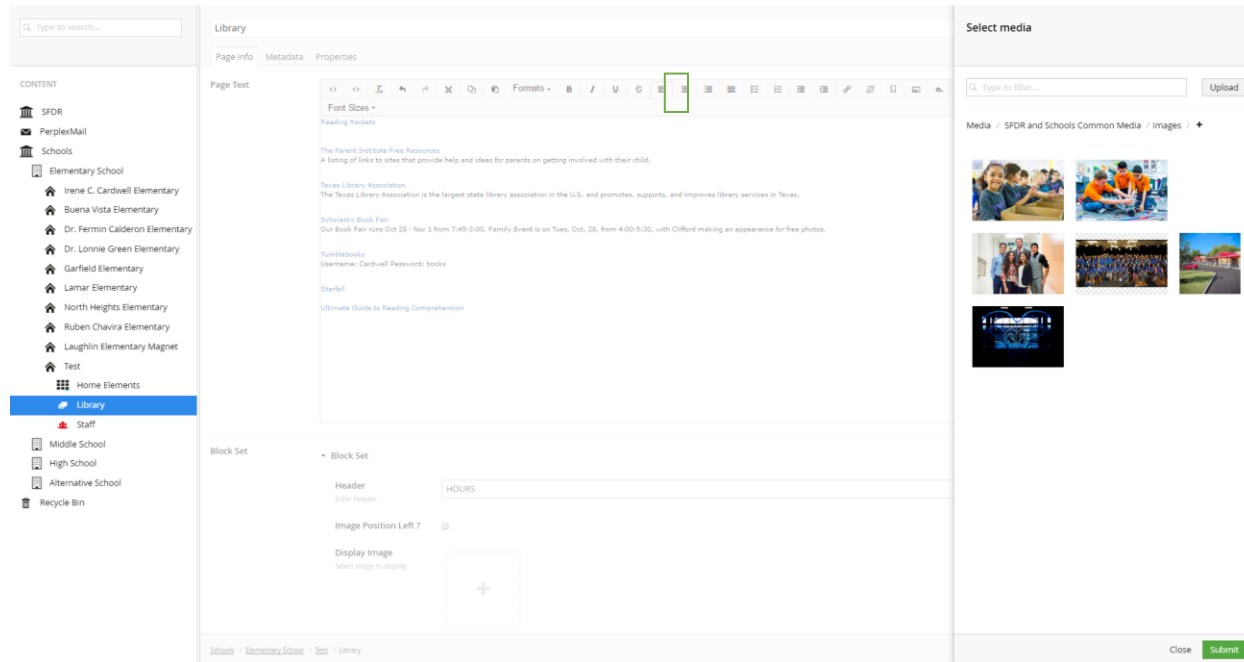 Type to search...
CONTENT
SFDR
PerplexMail
Schools
Elementary School
Irene C. Cardwell Elementary
Buena Vista Elementary
Dr. Fermin Calderon Elementary
Dr. Lonnie Green Elementary
Garfield Elementary
Lamar Elementary
North Heights Elementary
Ruben Chavira Elementary
Laughlin Elementary Magnet
Test
Home Elements
Library
Staff
Middle School
High School
Alternative School
Recycle Bin
Library
Page Info Metadata Properties
Page Text
Formats B I U S
Font Sizes
Reading Rockets
The Parent Institute Free Resources
A listing of links to sites that provide help and ideas for parents on getting involved with their child.
Texas Library Association
The Texas Library Association is the largest state library association in the U.S. and promotes, supports, and improves library services in Texas.
Scholastic Book Fair
Our Book Fair runs Oct 28 - Nov 1 from 7:45-3:00. Family Event is on Tues, Oct. 28, from 4:00-5:30, with Clifford making an appearance for free photos.
Tumblebooks
Username: Cardwell Password: books
Starfall
Ultimate Guide to Reading Comprehension
Block Set
Block Set
Header
Enter Header
HOURS
Image Position Left ?
Display Image
Select image to display
Schools / Elementary School / Test / Library
Select media
Type to filter...
Upload
Media / SFDR and Schools Common Media / Images / +
Close Submit